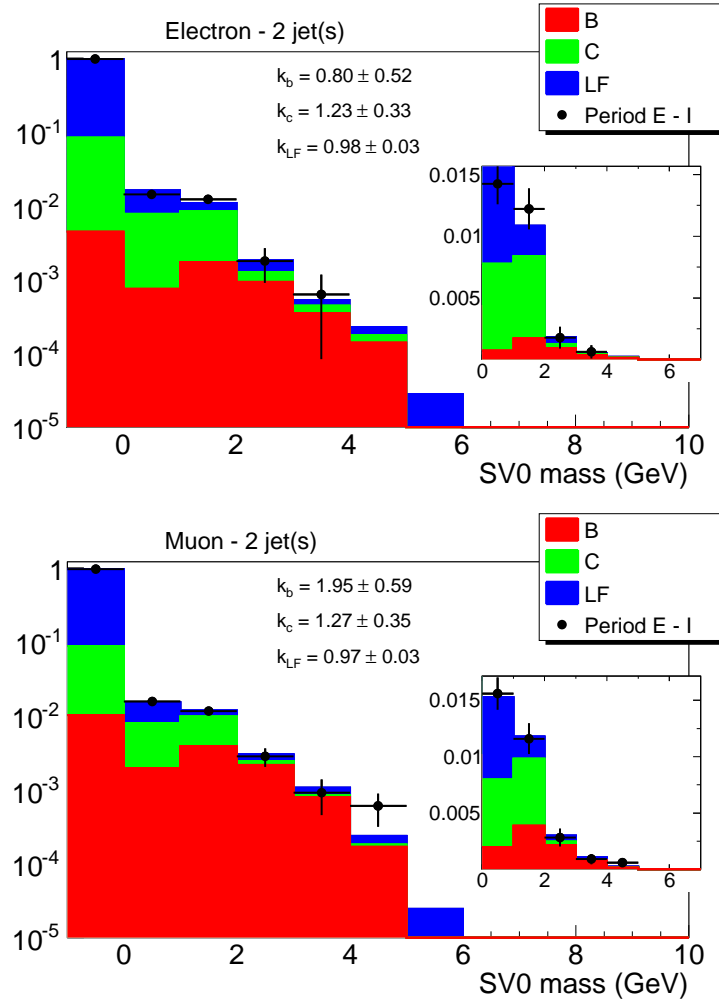 Electron - 2 jet(s)
B
C
LF
Period E - I
k_b = 0.80 ± 0.52
k_c = 1.23 ± 0.33
k_LF = 0.98 ± 0.03
1
10^-1
10^-2
10^-3
10^-4
10^-5
0 2 4 6 8 10
SV0 mass (GeV)
0.015
0.01
0.005
0 2 4 6
Muon - 2 jet(s)
B
C
LF
Period E - I
k_b = 1.95 ± 0.59
k_c = 1.27 ± 0.35
k_LF = 0.97 ± 0.03
1
10^-1
10^-2
10^-3
10^-4
10^-5
0 2 4 6 8 10
SV0 mass (GeV)
0.015
0.01
0.005
0 2 4 6